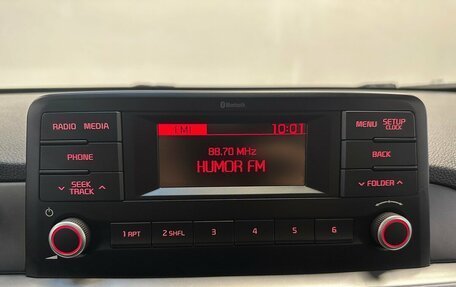 Bluetooth
RADIO MEDIA
FM1 10:01
MENU SETUP
CLOCK
PHONE
88.70 MHz
HUMOR FM
BACK
SEEK
TRACK
FOLDER
1 RPT 2 SHFL 3 4 5 6